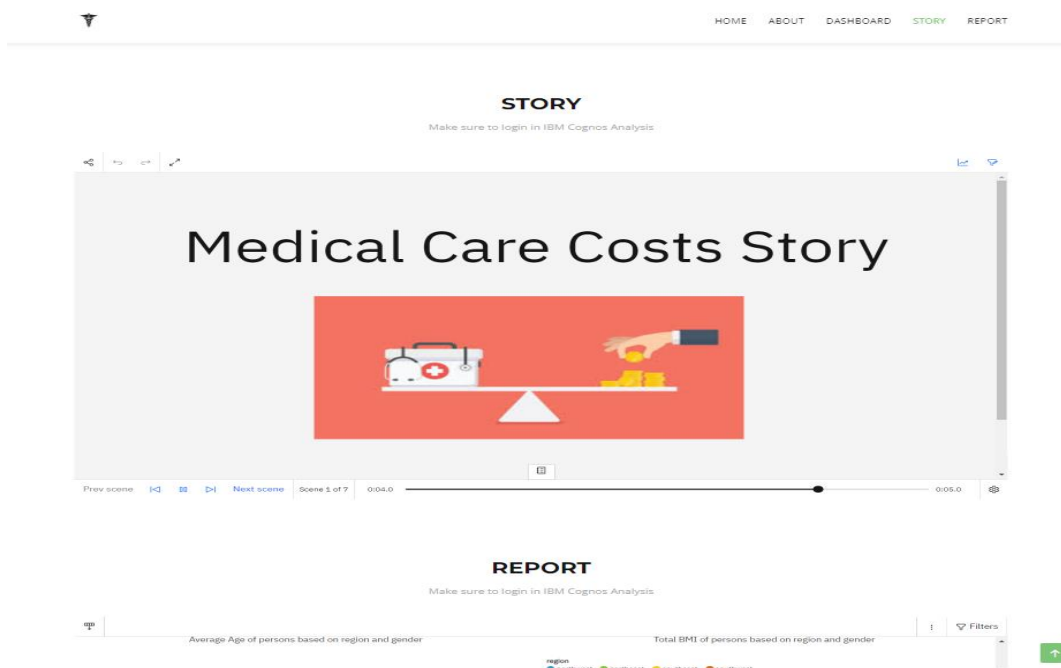 HOME ABOUT DASHBOARD STORY REPORT
STORY
Make sure to login in IBM Cognos Analysis
Medical Care Costs Story
Prev scene Next scene Scene 1 of 7 0:04.0 0:05.0
REPORT
Make sure to login in IBM Cognos Analysis
Filters
Average Age of persons based on region and gender Total BMI of persons based on region and gender
region